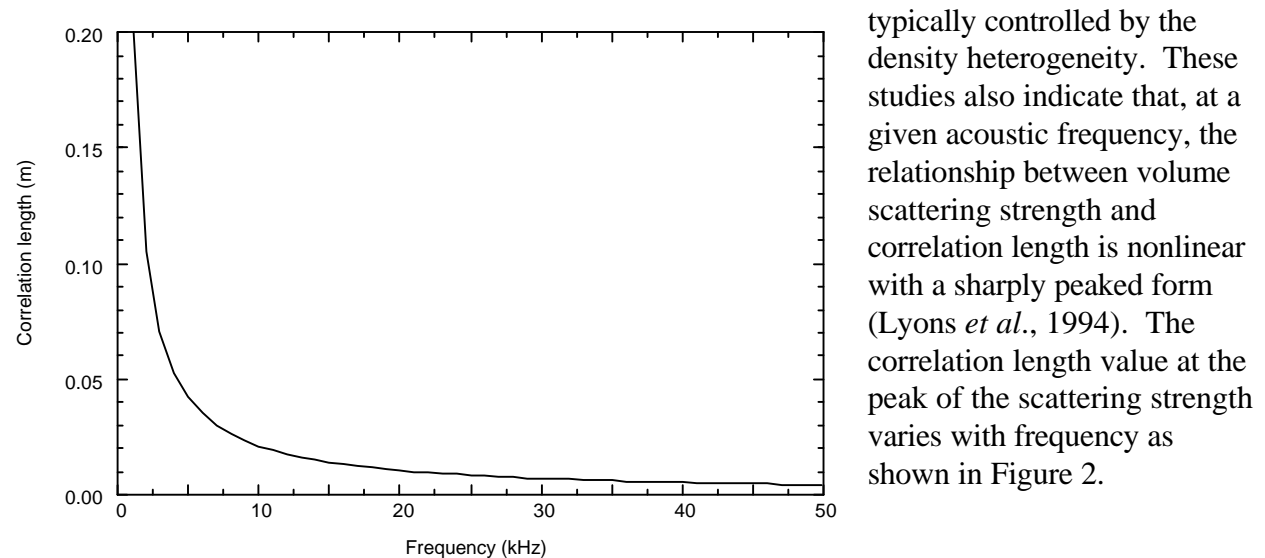 0.20
0.15
0.10
0.05
0.00
Correlation length (m)
0
10
20
30
40
50
Frequency (kHz)
typically controlled by the
density heterogeneity. These
studies also indicate that, at a
given acoustic frequency, the
relationship between volume
scattering strength and
correlation length is nonlinear
with a sharply peaked form
(Lyons et al., 1994). The
correlation length value at the
peak of the scattering strength
varies with frequency as
shown in Figure 2.